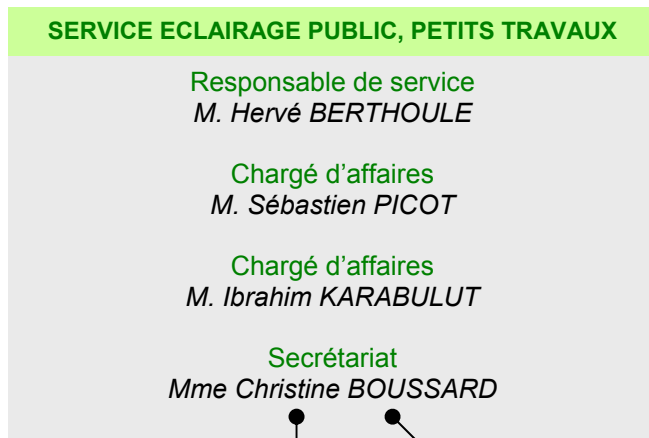 SERVICE ECLAIRAGE PUBLIC, PETITS TRAVAUX
Responsable de service
M. Hervé BERTHOULE
Chargé d’affaires
M. Sébastien PICOT
Chargé d’affaires
M. Ibrahim KARABULUT
Secrétariat
Mme Christine BOUSSARD